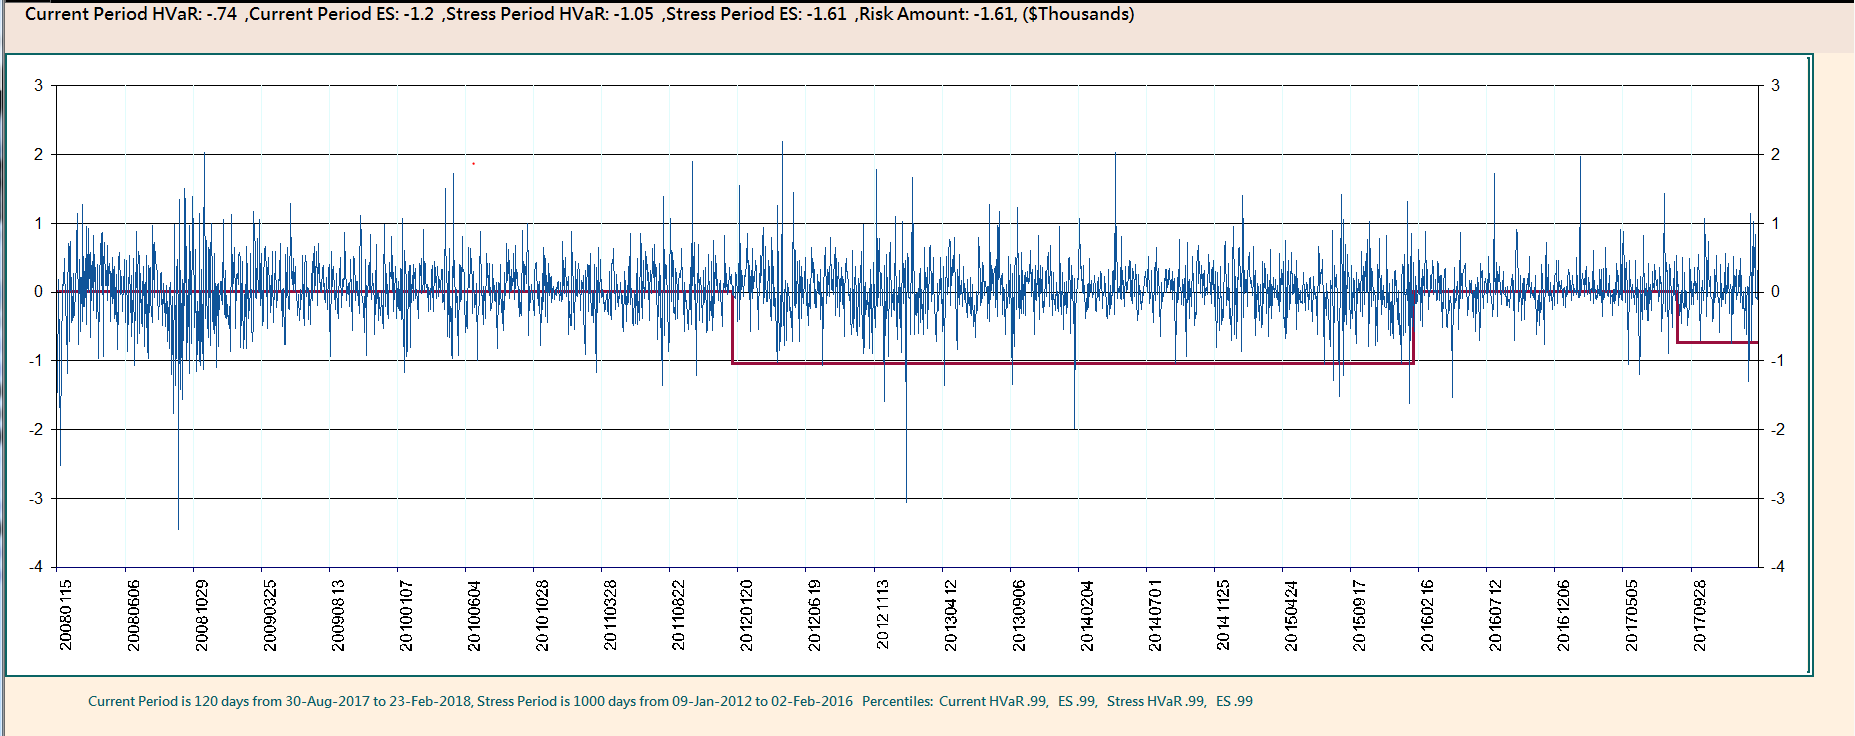 Current Period HVaR: -.74 ,Current Period ES: -1.2 ,Stress Period HVaR: -1.05 ,Stress Period ES: -1.61 ,Risk Amount: -1.61, ($Thousands)
3 3
2 2
1 1
0 0
-1 -1
-2 -2
-3 -3
-4 -4
20080115 20080606 20081029 20090325 20090813 20100107 20100604 20101028 20110328 20110822 20120120 20120619 20121113 20130412 20130906 20140204 20140701 20141125 20150424 20150917 20160216 20160712 20161206 20170505 20170928
Current Period is 120 days from 30-Aug-2017 to 23-Feb-2018, Stress Period is 1000 days from 09-Jan-2012 to 02-Feb-2016 Percentiles: Current HVaR .99, ES .99, Stress HVaR .99, ES .99